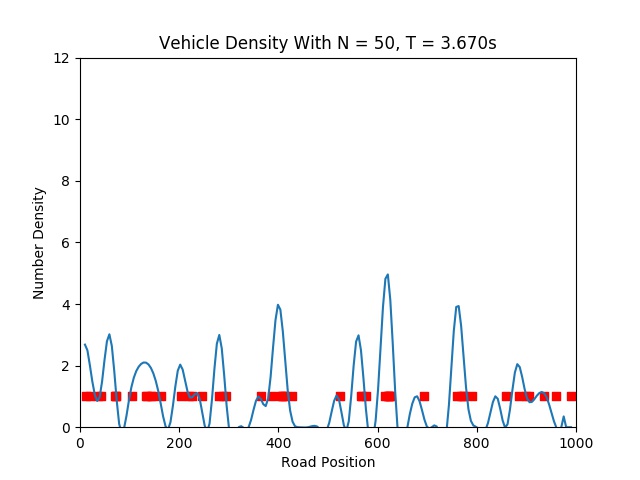 Vehicle Density With N = 50, T = 3.670s
12
10
8
6
4
2
0
Number Density
0 200 400 600 800 1000
Road Position